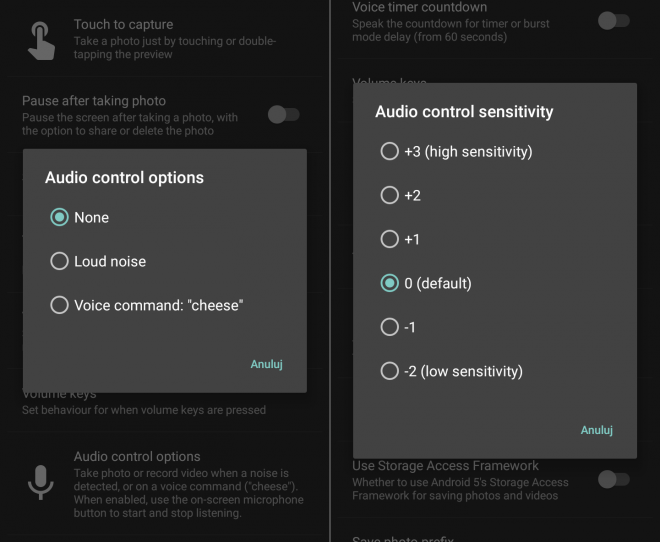 Touch to capture
Take a photo just by touching or double-
tapping the preview
Pause after taking photo
Pause the screen after taking a photo, with
the option to share or delete the photo
Audio control options
None
Loud noise
Voice command: "cheese"
Anuluj
Volume keys
Set behaviour for when volume keys are pressed
Audio control options
Take photo or record video when a noise is
detected, or on a voice command ("cheese").
When enabled, use the on-screen microphone
button to start and stop listening.
Voice timer countdown
Speak the countdown for timer or burst
mode delay (from 60 seconds)
Volume keys
Audio control sensitivity
+3 (high sensitivity)
+2
+1
0 (default)
-1
-2 (low sensitivity)
Anuluj
Use Storage Access Framework
Whether to use Android 5's Storage Access
Framework for saving photos and videos
Save photo prefix